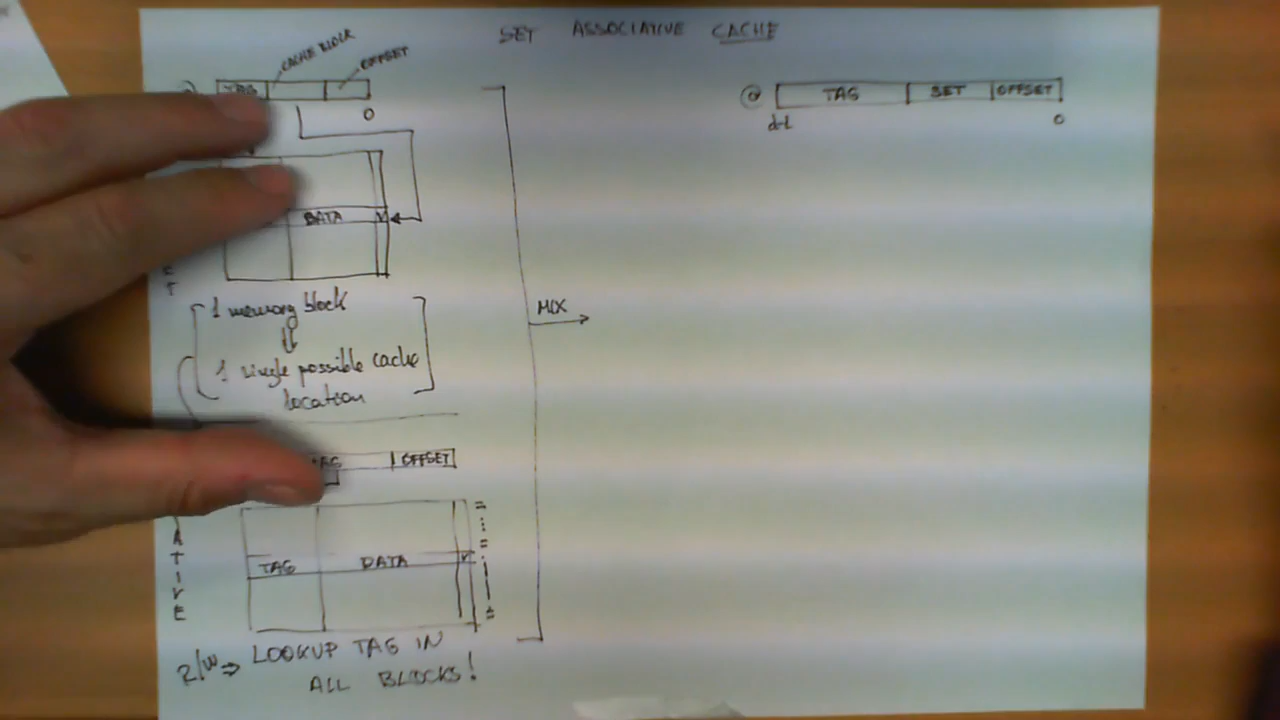 SET ASSOCIATIVE CACHE
CACHE BLOCK
OFFSET
TAG
0
DATA V
1 memory block
⇓
1 single possible cache
location
OFFSET
TAG DATA V
A
T
I
V
E
R/W ⇒ LOOKUP TAG IN
ALL BLOCKS!
MIX
@ TAG SET OFFSET
d-1 0